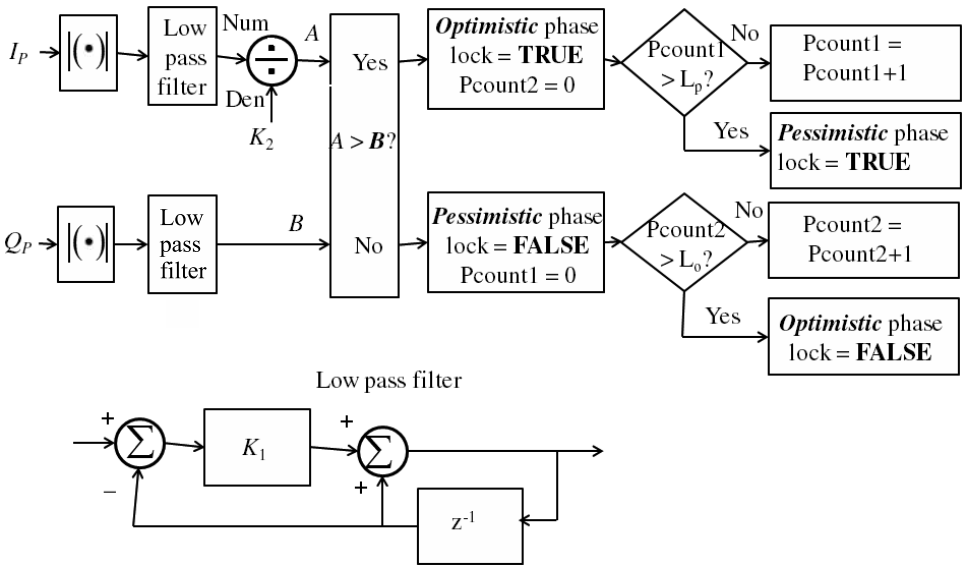 I_P
|(•)|
Low
pass
filter
Num
÷
Den
K_2
A
Yes
A > B?
No
Optimistic phase
lock = TRUE
Pcount2 = 0
Pcount1
> L_p?
No
Pcount1 =
Pcount1+1
Yes
Pessimistic phase
lock = TRUE
Q_P
|(•)|
Low
pass
filter
B
Pessimistic phase
lock = FALSE
Pcount1 = 0
Pcount2
> L_o?
No
Pcount2 =
Pcount2+1
Yes
Optimistic phase
lock = FALSE
Low pass filter
+
Σ
−
K_1
+
Σ
+
z^-1